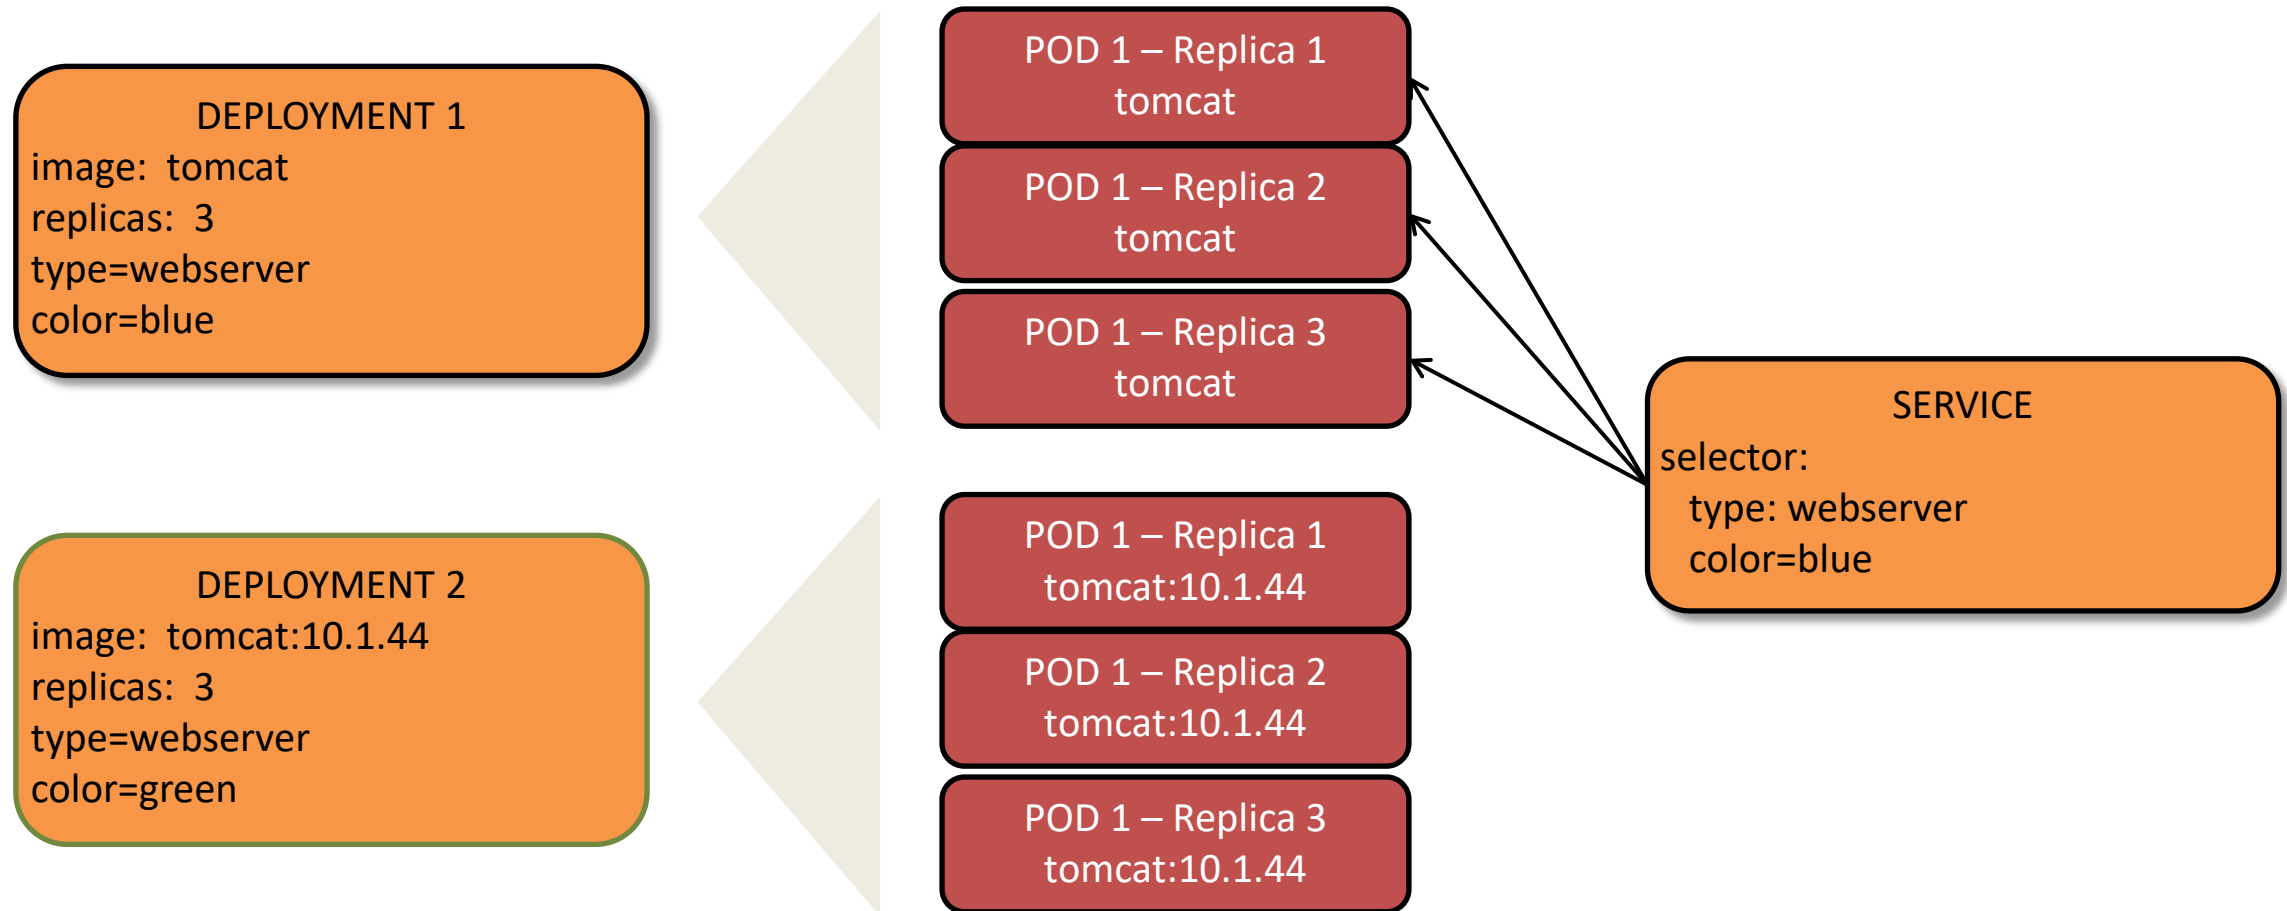 DEPLOYMENT 1
image:  tomcat
replicas:  3
type=webserver
color=blue
POD 1 – Replica 1
tomcat
POD 1 – Replica 2
tomcat
POD 1 – Replica 3
tomcat
SERVICE
selector:
type: webserver
color=blue
DEPLOYMENT 2
image:  tomcat:10.1.44
replicas:  3
type=webserver
color=green
POD 1 – Replica 1
tomcat:10.1.44
POD 1 – Replica 2
tomcat:10.1.44
POD 1 – Replica 3
tomcat:10.1.44